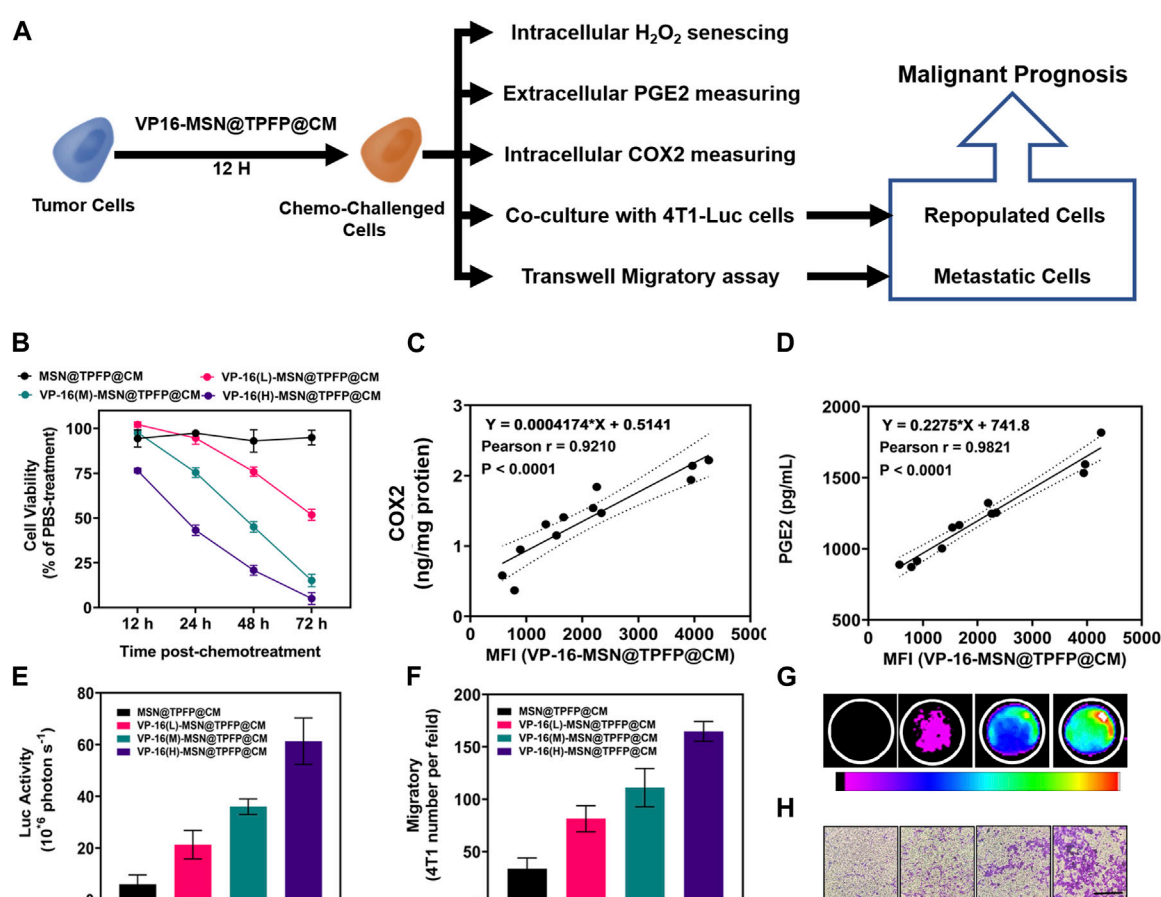 A
VP16-MSN@TPFP@CM
12 H
Tumor Cells
Chemo-Challenged
Cells
Intracellular H₂O₂ senescing
Extracellular PGE2 measuring
Intracellular COX2 measuring
Co-culture with 4T1-Luc cells
Transwell Migratory assay
Malignant Prognosis
Repopulated Cells
Metastatic Cells
B
MSN@TPFP@CM
VP-16(L)-MSN@TPFP@CM
VP-16(M)-MSN@TPFP@CM
VP-16(H)-MSN@TPFP@CM
Cell Viability
(% of PBS-treatment)
100
75
50
25
0
12 h 24 h 48 h 72 h
Time post-chemotreatment
C
Y = 0.0004174*X + 0.5141
Pearson r = 0.9210
P < 0.0001
COX2
(ng/mg protien)
3
2
1
0
0 1000 2000 3000 4000 500
MFI (VP-16-MSN@TPFP@CM)
D
Y = 0.2275*X + 741.8
Pearson r = 0.9821
P < 0.0001
PGE2 (pg/mL)
2000
1500
1000
500
0 1000 2000 3000 4000 5000
MFI (VP-16-MSN@TPFP@CM)
E
MSN@TPFP@CM
VP-16(L)-MSN@TPFP@CM
VP-16(M)-MSN@TPFP@CM
VP-16(H)-MSN@TPFP@CM
Luc Activity
(10*6 photon s-1)
80
60
40
20
F
MSN@TPFP@CM
VP-16(L)-MSN@TPFP@CM
VP-16(M)-MSN@TPFP@CM
VP-16(H)-MSN@TPFP@CM
Migratory
(4T1 number per feild)
200
150
100
50
G
H